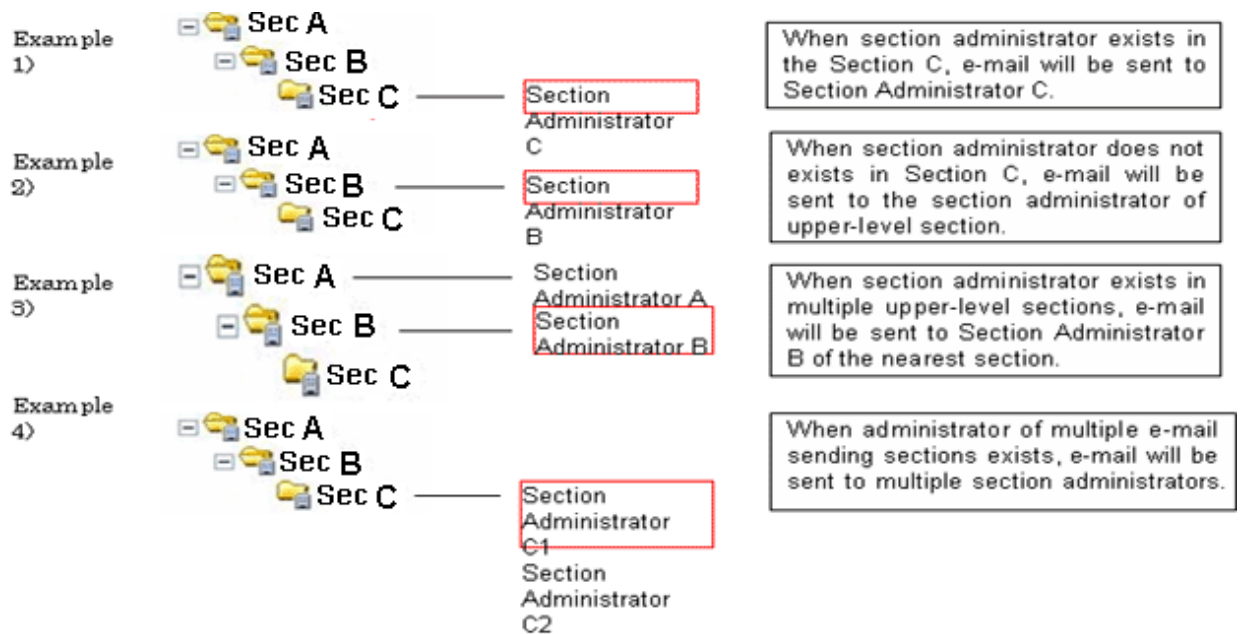 Example
1)
Sec A
Sec B
Sec C
Section
Administrator
C
When section administrator exists in
the Section C, e-mail will be sent to
Section Administrator C.
Example
2)
Sec A
Sec B
Sec C
Section
Administrator
B
When section administrator does not
exists in Section C, e-mail will be
sent to the section administrator of
upper-level section.
Example
3)
Sec A
Sec B
Sec C
Section
Administrator A
Section
Administrator B
When section administrator exists in
multiple upper-level sections, e-mail
will be sent to Section Administrator
B of the nearest section.
Example
4)
Sec A
Sec B
Sec C
Section
Administrator
C1
Section
Administrator
C2
When administrator of multiple e-mail
sending sections exists, e-mail will be
sent to multiple section administrators.